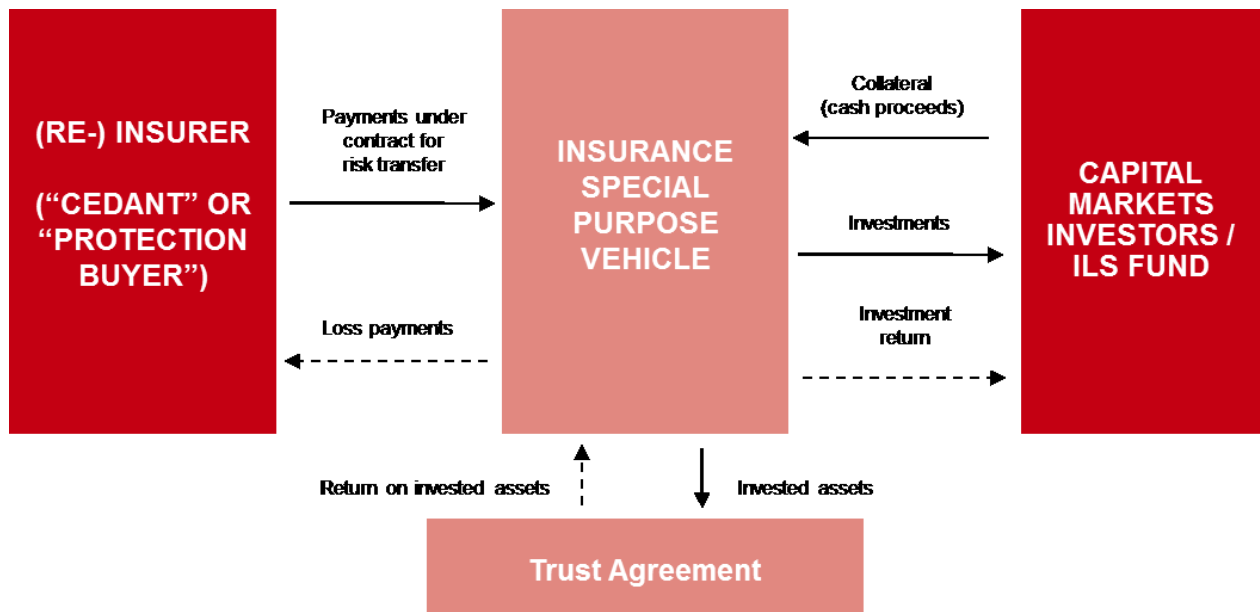 (RE-) INSURER
(“CEDANT” OR
“PROTECTION
BUYER”)
Payments under
contract for
risk transfer
Loss payments
INSURANCE
SPECIAL
PURPOSE
VEHICLE
Collateral
(cash proceeds)
Investments
Investment
return
CAPITAL
MARKETS
INVESTORS /
ILS FUND
Return on invested assets
Invested assets
Trust Agreement